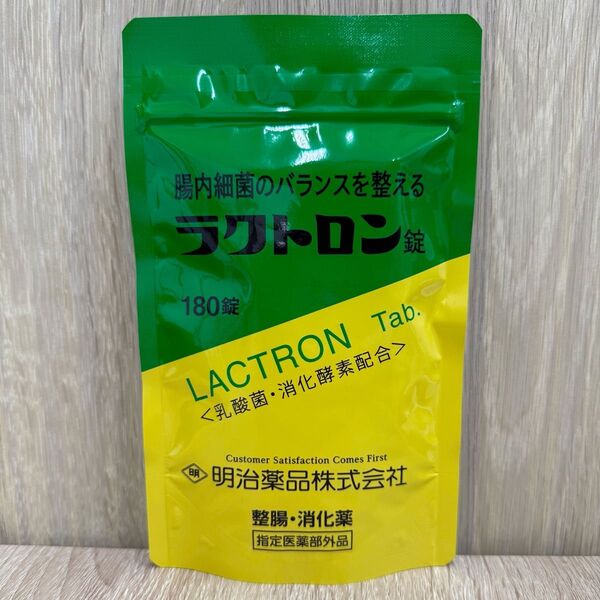 腸内細菌のバランスを整える
ラクトロン錠
180錠
LACTRON Tab.
<乳酸菌・消化酵素配合>
Customer Satisfaction Comes First
明 明治薬品株式会社
整腸・消化薬
指定医薬部外品